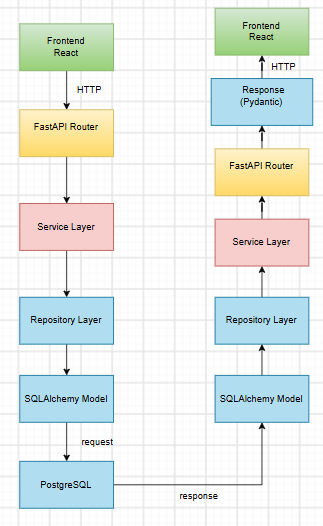 Frontend
React
HTTP
FastAPI Router
Service Layer
Repository Layer
SQLAlchemy Model
request
PostgreSQL
response
Frontend
React
HTTP
Response
(Pydantic)
FastAPI Router
Service Layer
Repository Layer
SQLAlchemy Model